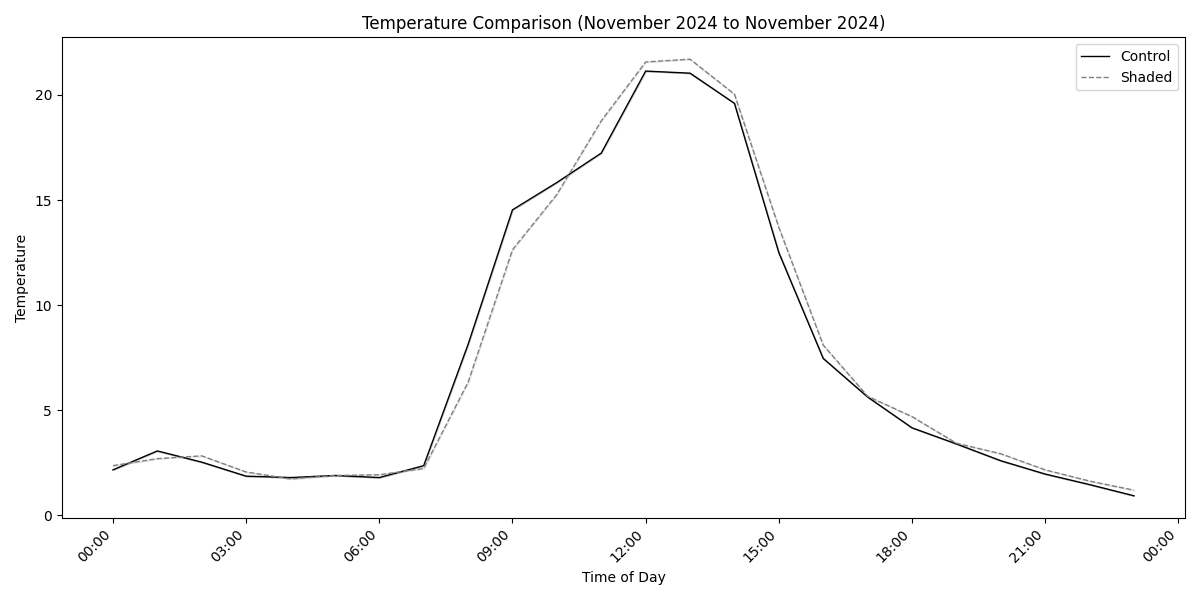 Temperature Comparison (November 2024 to November 2024)
Control
Shaded
Temperature
20
15
10
5
0
00:00
03:00
06:00
09:00
12:00
15:00
18:00
21:00
00:00
Time of Day